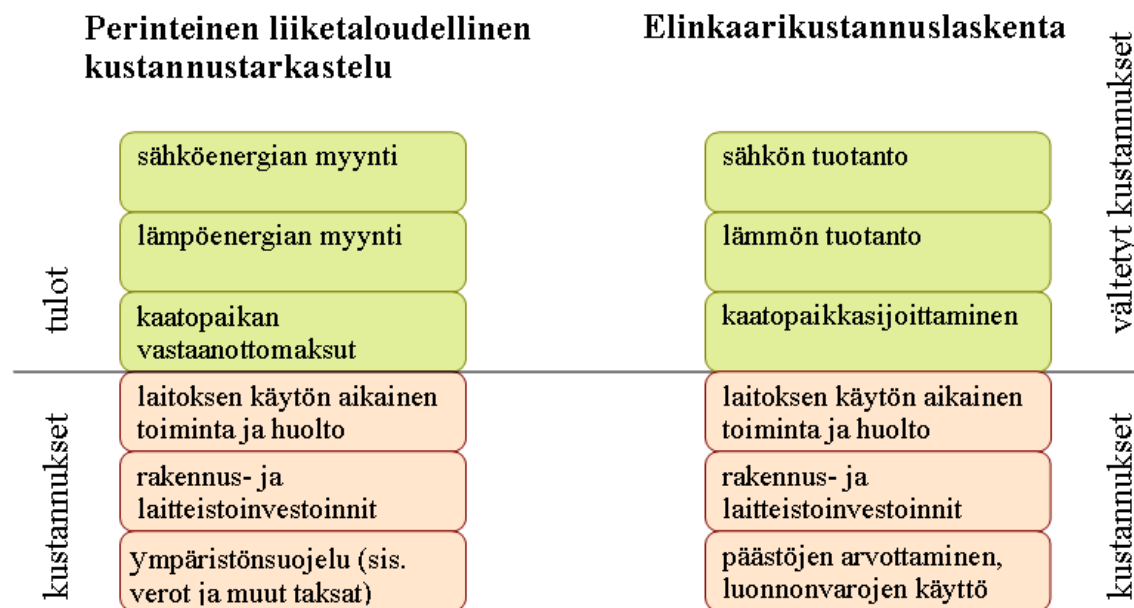 Perinteinen liiketaloudellinen
kustannustarkastelu
tulot
sähköenergian myynti
lämpöenergian myynti
kaatopaikan
vastaanottomaksut
kustannukset
laitoksen käytön aikainen
toiminta ja huolto
rakennus- ja
laitteistoinvestoinnit
ympäristönsuojelu (sis.
verot ja muut taksat)
Elinkaarikustannuslaskenta
sähkön tuotanto
lämmön tuotanto
kaatopaikkasijoittaminen
vältetyt kustannukset
laitoksen käytön aikainen
toiminta ja huolto
rakennus- ja
laitteistoinvestoinnit
päästöjen arvottaminen,
luonnonvarojen käyttö
kustannukset